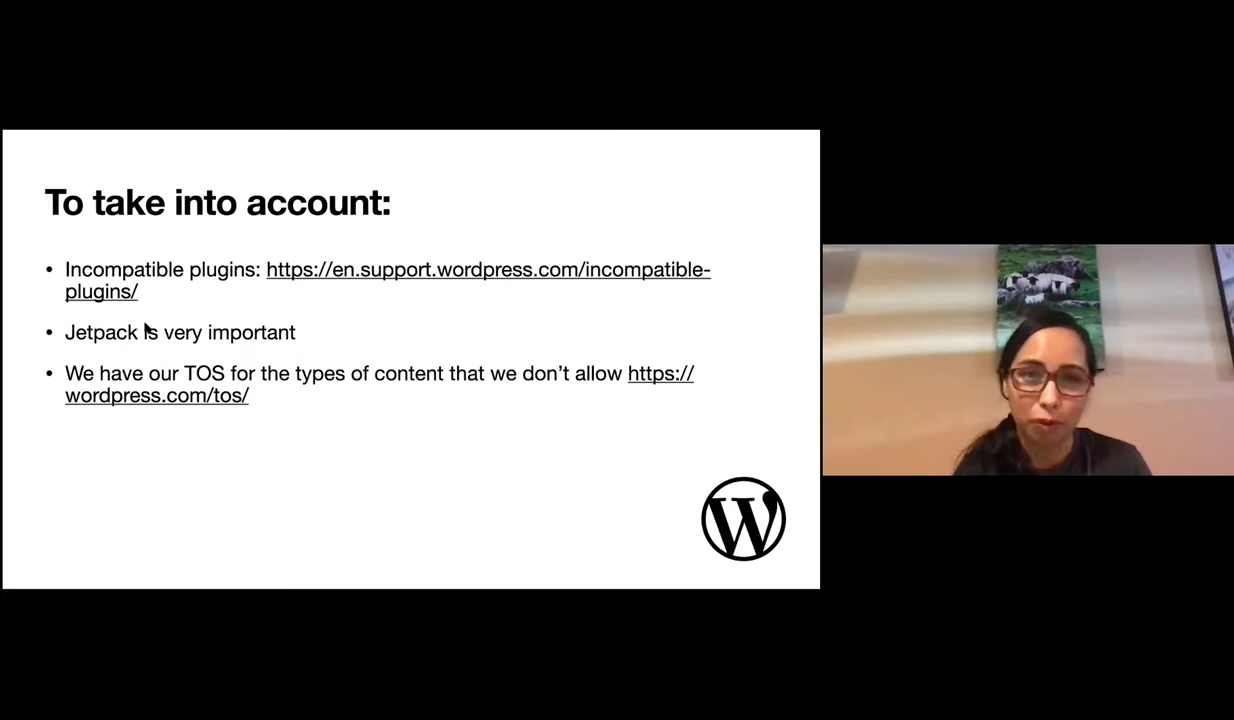 To take into account:
• Incompatible plugins: https://en.support.wordpress.com/incompatible-
plugins/
• Jetpack is very important
• We have our TOS for the types of content that we don’t allow https://
wordpress.com/tos/
W